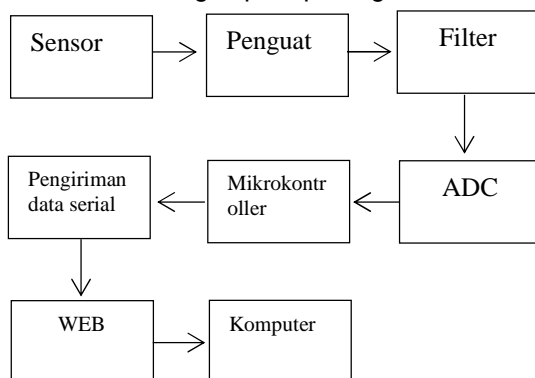 Sensor
Penguat
Filter
ADC
Mikrokontr
oller
Pengiriman
data serial
WEB
Komputer